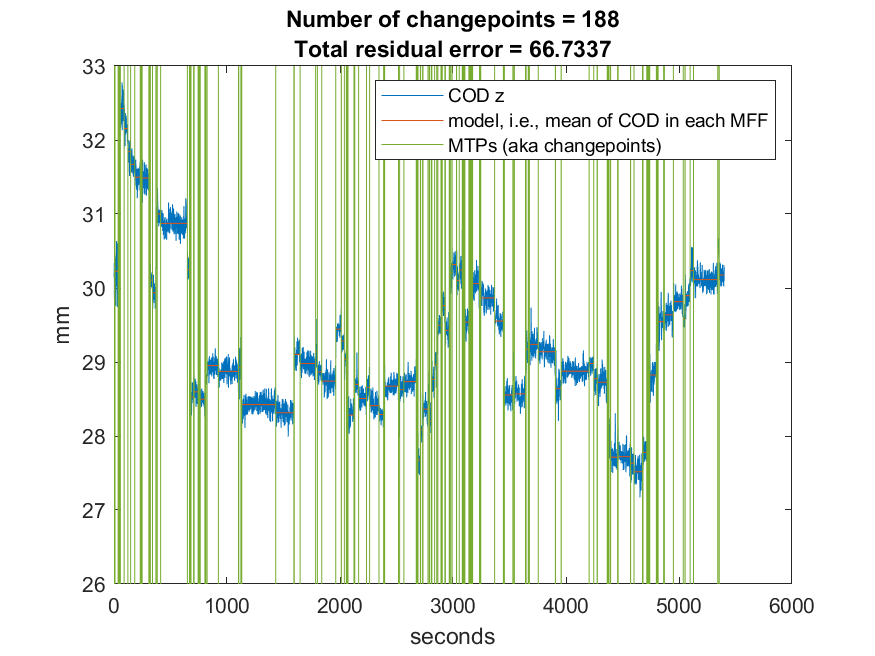 Number of changepoints = 188
Total residual error = 66.7337
COD z
model, i.e., mean of COD in each MFF
MTPs (aka changepoints)
33
32
31
30
29
28
27
26
mm
0 1000 2000 3000 4000 5000 6000
seconds